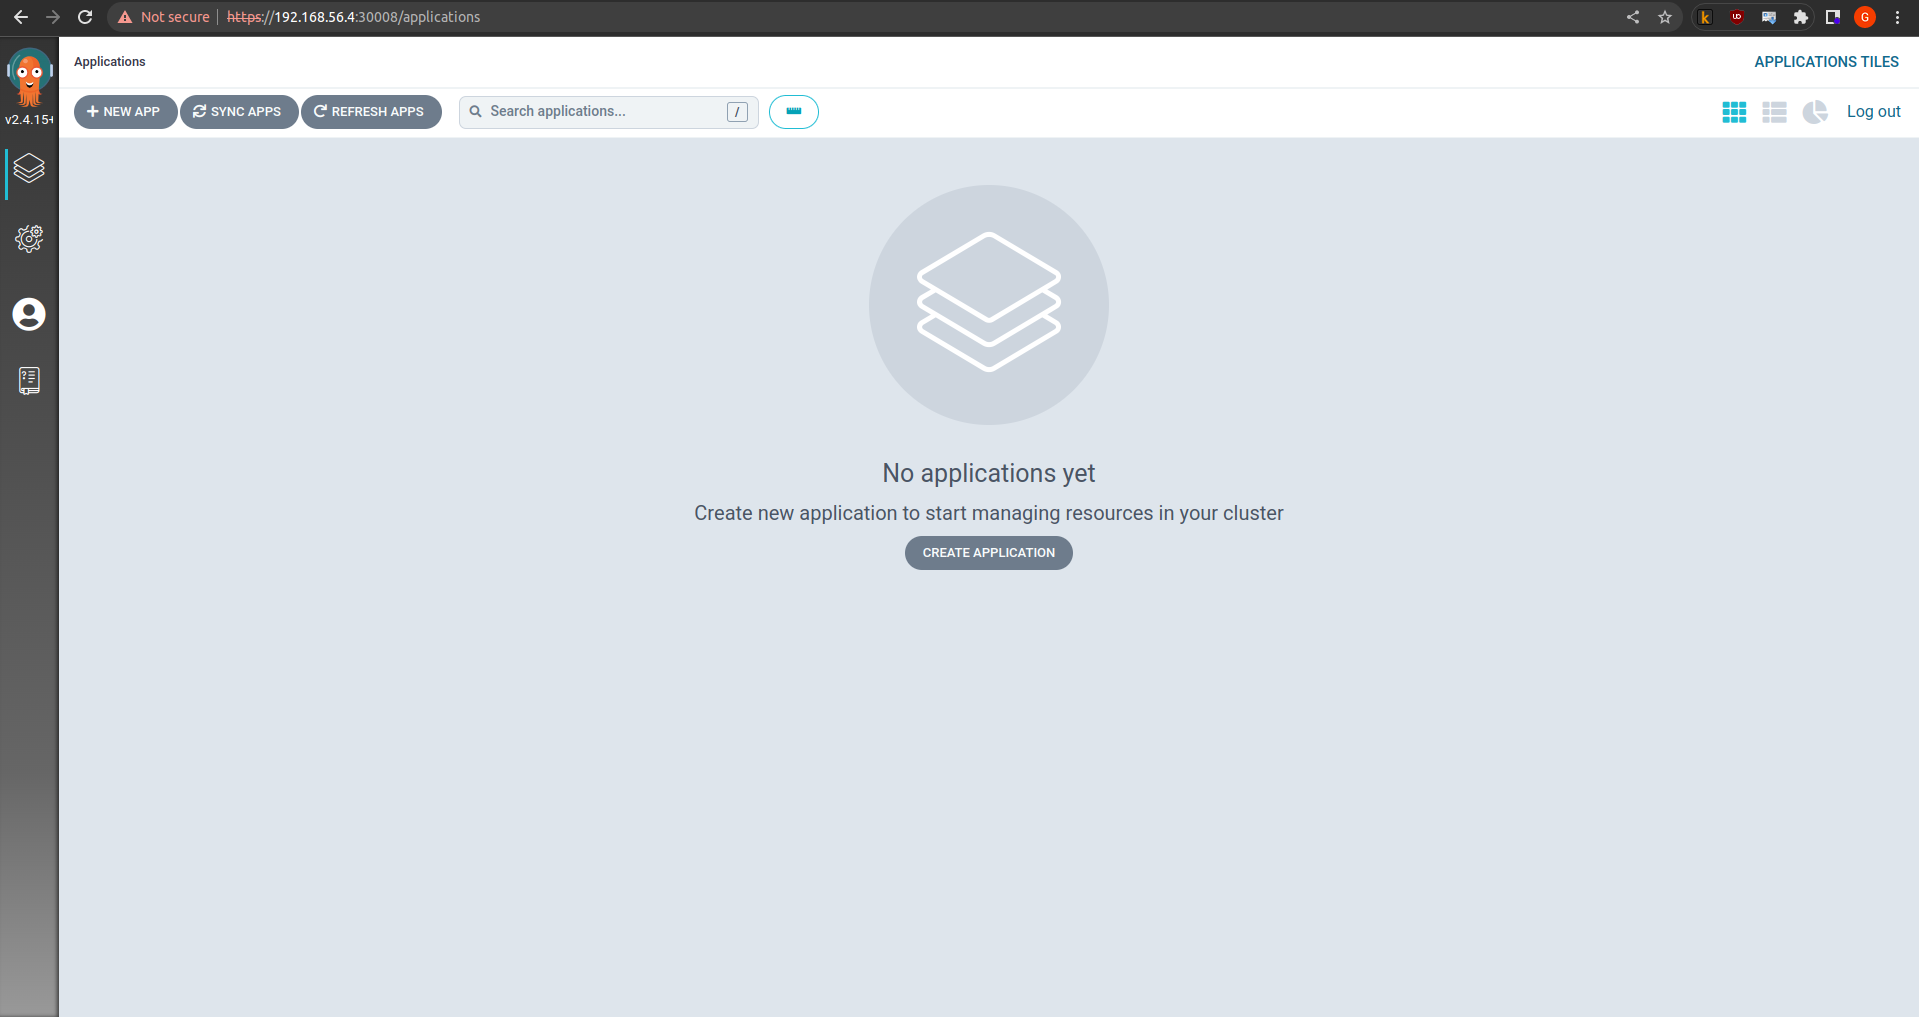 Not secure | https://192.168.56.4:30008/applications
G
Applications
APPLICATIONS TILES
v2.4.15+
NEW APP
SYNC APPS
REFRESH APPS
Search applications...
/
Log out
No applications yet
Create new application to start managing resources in your cluster
CREATE APPLICATION